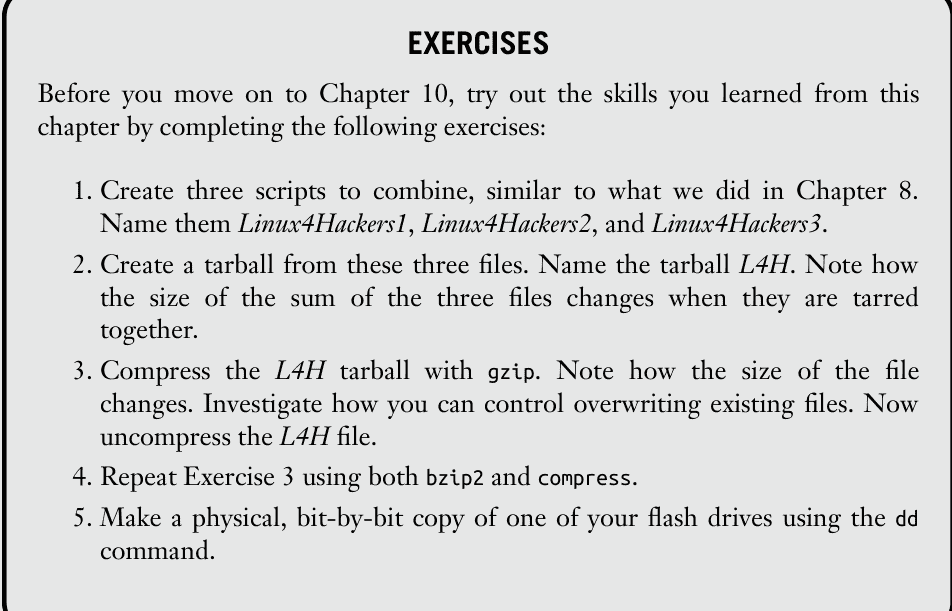 EXERCISES
Before you move on to Chapter 10, try out the skills you learned from this
chapter by completing the following exercises:
1. Create three scripts to combine, similar to what we did in Chapter 8.
Name them Linux4Hackers1, Linux4Hackers2, and Linux4Hackers3.
2. Create a tarball from these three files. Name the tarball L4H. Note how
the size of the sum of the three files changes when they are tarred
together.
3. Compress the L4H tarball with gzip. Note how the size of the file
changes. Investigate how you can control overwriting existing files. Now
uncompress the L4H file.
4. Repeat Exercise 3 using both bzip2 and compress.
5. Make a physical, bit-by-bit copy of one of your flash drives using the dd
command.